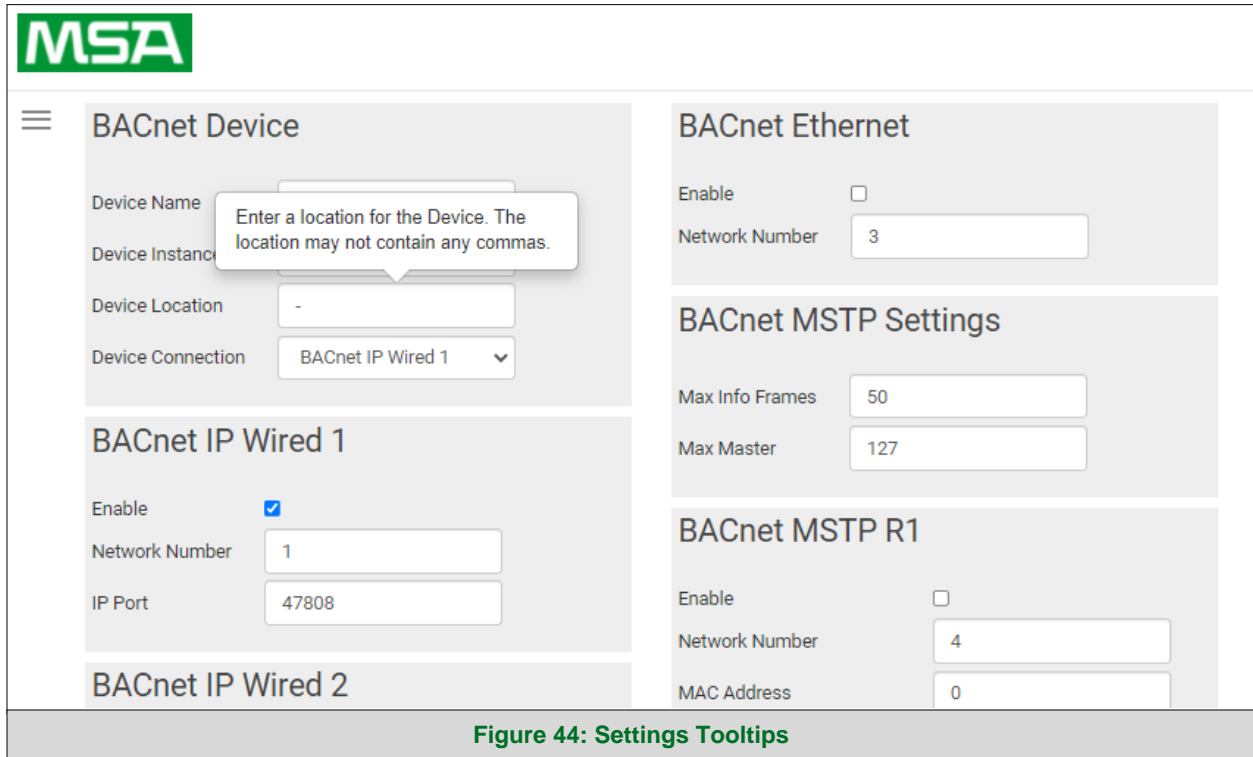 MSA
BACnet Device
Device Name
Enter a location for the Device. The
location may not contain any commas.
Device Instance
Device Location
-
Device Connection
BACnet IP Wired 1
BACnet IP Wired 1
Enable
Network Number
1
IP Port
47808
BACnet IP Wired 2
BACnet Ethernet
Enable
Network Number
3
BACnet MSTP Settings
Max Info Frames
50
Max Master
127
BACnet MSTP R1
Enable
Network Number
4
MAC Address
0
Figure 44: Settings Tooltips